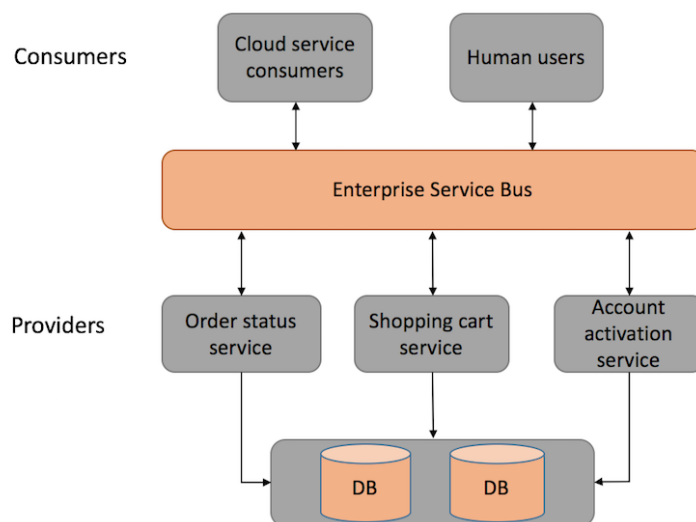 Consumers
Cloud service
consumers
Human users
Enterprise Service Bus
Providers
Order status
service
Shopping cart
service
Account
activation
service
DB
DB